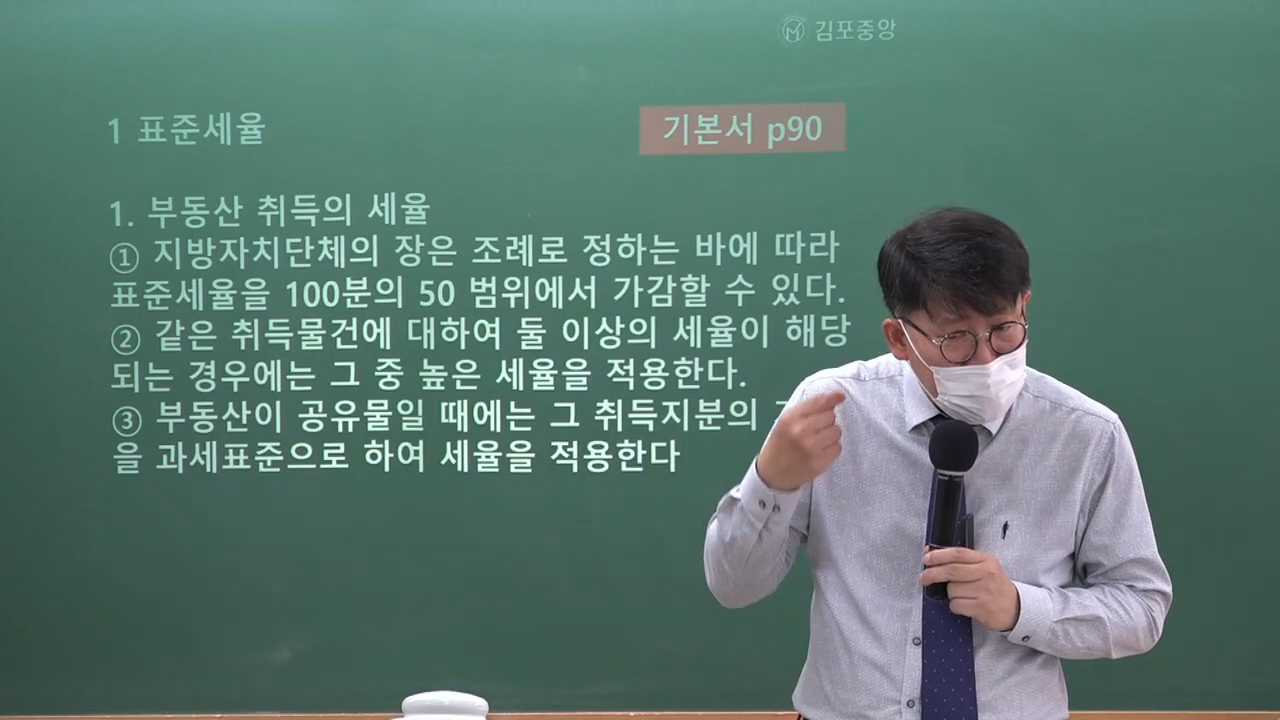 김포중앙
1 표준세율
기본서 p90
1. 부동산 취득의 세율
① 지방자치단체의 장은 조례로 정하는 바에 따라
표준세율을 100분의 50 범위에서 가감할 수 있다.
② 같은 취득물건에 대하여 둘 이상의 세율이 해당
되는 경우에는 그 중 높은 세율을 적용한다.
③ 부동산이 공유물일 때에는 그 취득지분의
을 과세표준으로 하여 세율을 적용한다